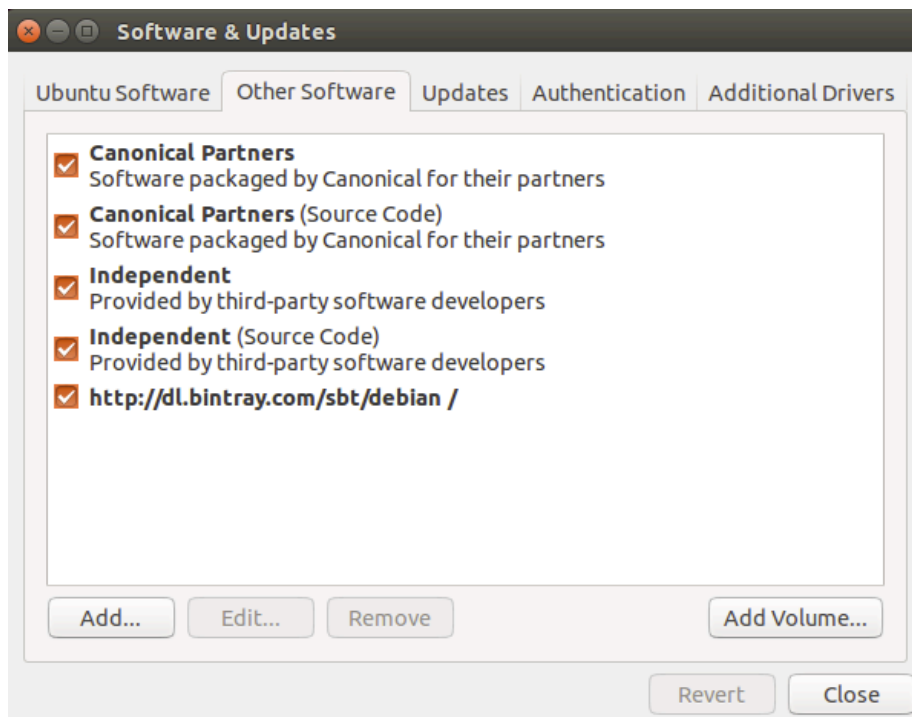 Software & Updates
Ubuntu Software Other Software Updates Authentication Additional Drivers
Canonical Partners
Software packaged by Canonical for their partners
Canonical Partners (Source Code)
Software packaged by Canonical for their partners
Independent
Provided by third-party software developers
Independent (Source Code)
Provided by third-party software developers
http://dl.bintray.com/sbt/debian /
Add... Edit... Remove Add Volume...
Revert Close